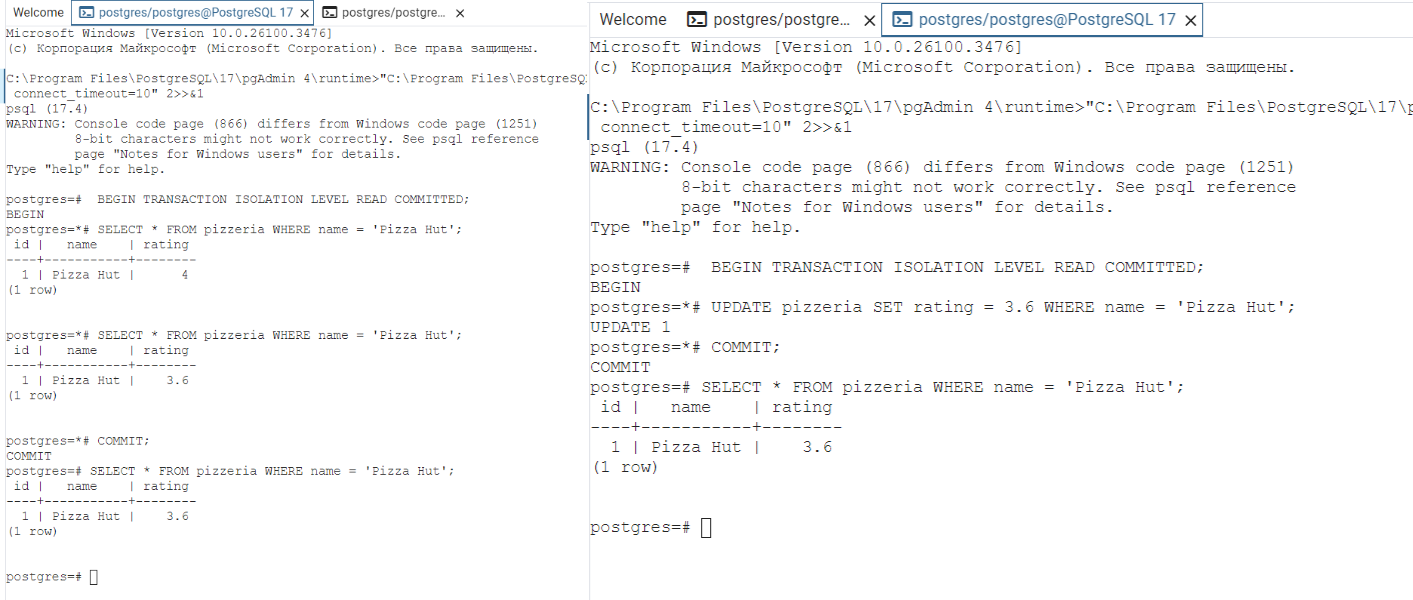 Welcome postgres/postgres@PostgreSQL 17 postgres/postgre...
Microsoft Windows [Version 10.0.26100.3476]
(c) Корпорация Майкрософт (Microsoft Corporation). Все права защищены.
C:\Program Files\PostgreSQL\17\pgAdmin 4\runtime>"C:\Program Files\PostgreSQ
connect_timeout=10" 2>>&1
psql (17.4)
WARNING: Console code page (866) differs from Windows code page (1251)
8-bit characters might not work correctly. See psql reference
page "Notes for Windows users" for details.
Type "help" for help.
postgres=#  BEGIN TRANSACTION ISOLATION LEVEL READ COMMITTED;
BEGIN
postgres=*# SELECT * FROM pizzeria WHERE name = 'Pizza Hut';
 id |   name    | rating
----+-----------+--------
  1 | Pizza Hut |      4
(1 row)
postgres=*# SELECT * FROM pizzeria WHERE name = 'Pizza Hut';
 id |   name    | rating
----+-----------+--------
  1 | Pizza Hut |    3.6
(1 row)
postgres=*# COMMIT;
COMMIT
postgres=# SELECT * FROM pizzeria WHERE name = 'Pizza Hut';
 id |   name    | rating
----+-----------+--------
  1 | Pizza Hut |    3.6
(1 row)
postgres=#
Welcome postgres/postgre... postgres/postgres@PostgreSQL 17
Microsoft Windows [Version 10.0.26100.3476]
(c) Корпорация Майкрософт (Microsoft Corporation). Все права защищены.
C:\Program Files\PostgreSQL\17\pgAdmin 4\runtime>"C:\Program Files\PostgreSQL\17\p
connect_timeout=10" 2>>&1
psql (17.4)
WARNING: Console code page (866) differs from Windows code page (1251)
8-bit characters might not work correctly. See psql reference
page "Notes for Windows users" for details.
Type "help" for help.
postgres=#  BEGIN TRANSACTION ISOLATION LEVEL READ COMMITTED;
BEGIN
postgres=*# UPDATE pizzeria SET rating = 3.6 WHERE name = 'Pizza Hut';
UPDATE 1
postgres=*# COMMIT;
COMMIT
postgres=# SELECT * FROM pizzeria WHERE name = 'Pizza Hut';
 id |   name    | rating
----+-----------+--------
  1 | Pizza Hut |    3.6
(1 row)
postgres=#